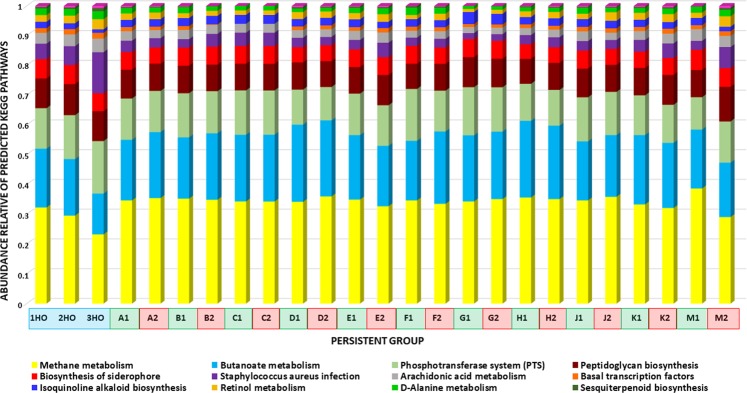 ABUNDANCE RELATIVE OF PREDICTED KEGG PATHWAYS
1
0.9
0.8
0.7
0.6
0.5
0.4
0.3
0.2
0.1
0
1HO 2HO 3HO A1 A2 B1 B2 C1 C2 D1 D2 E1 E2 F1 F2 G1 G2 H1 H2 J1 J2 K1 K2 M1 M2
PERSISTENT GROUP
Methane metabolism Butanoate metabolism Phosphotransferase system (PTS) Peptidoglycan biosynthesis
Biosynthesis of siderophore Staphylococcus aureus infection Arachidonic acid metabolism Basal transcription factors
Isoquinoline alkaloid biosynthesis Retinol metabolism D-Alanine metabolism Sesquiterpenoid biosynthesis